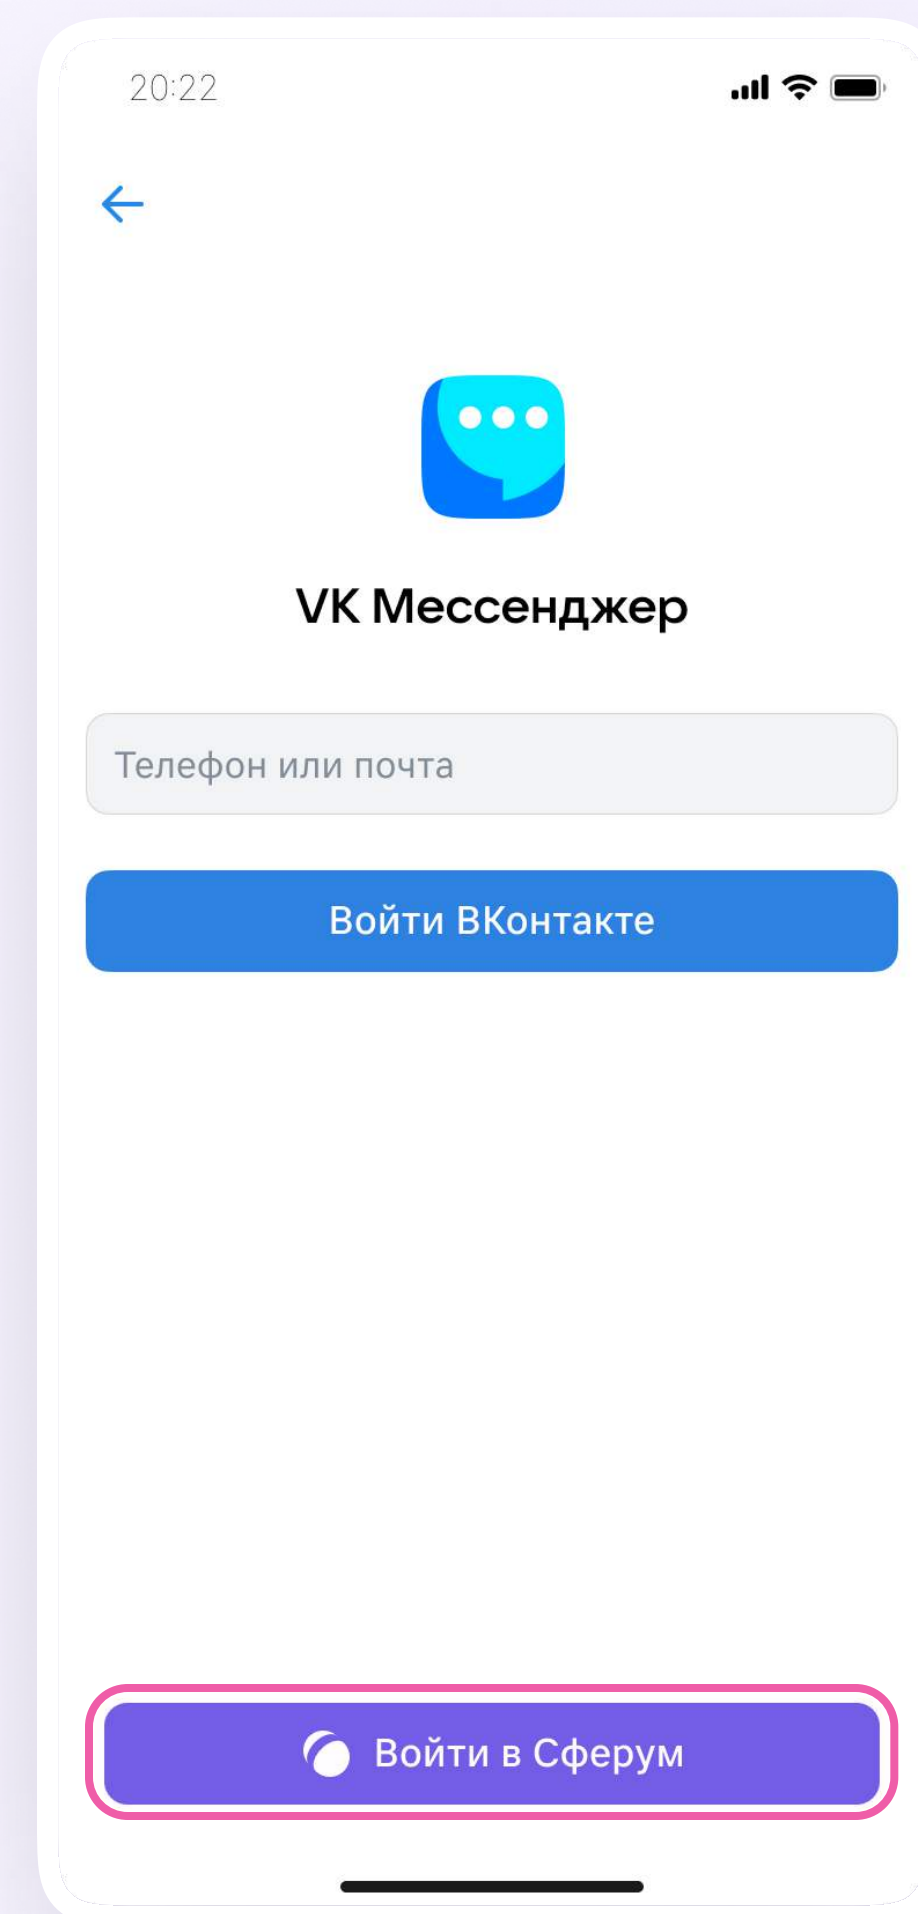 20:22
VK Мессенджер
Телефон или почта
Войти ВКонтакте
Войти в Сферум